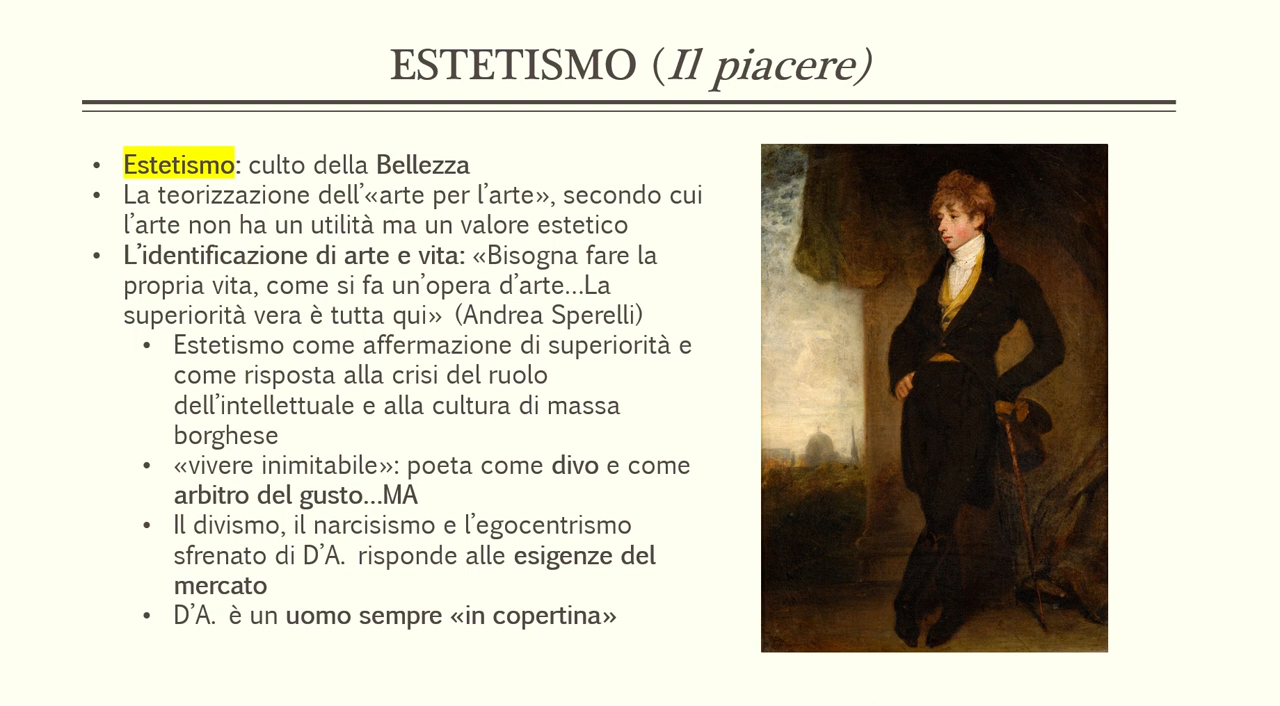 ESTETISMO (Il piacere)
• Estetismo: culto della Bellezza
• La teorizzazione dell'«arte per l'arte», secondo cui
l'arte non ha un utilità ma un valore estetico
• L'identificazione di arte e vita: «Bisogna fare la
propria vita, come si fa un'opera d'arte...La
superiorità vera è tutta qui» (Andrea Sperelli)
• Estetismo come affermazione di superiorità e
come risposta alla crisi del ruolo
dell'intellettuale e alla cultura di massa
borghese
• «vivere inimitabile»: poeta come divo e come
arbitro del gusto...MA
• Il divismo, il narcisismo e l'egocentrismo
sfrenato di D'A. risponde alle esigenze del
mercato
• D'A. è un uomo sempre «in copertina»